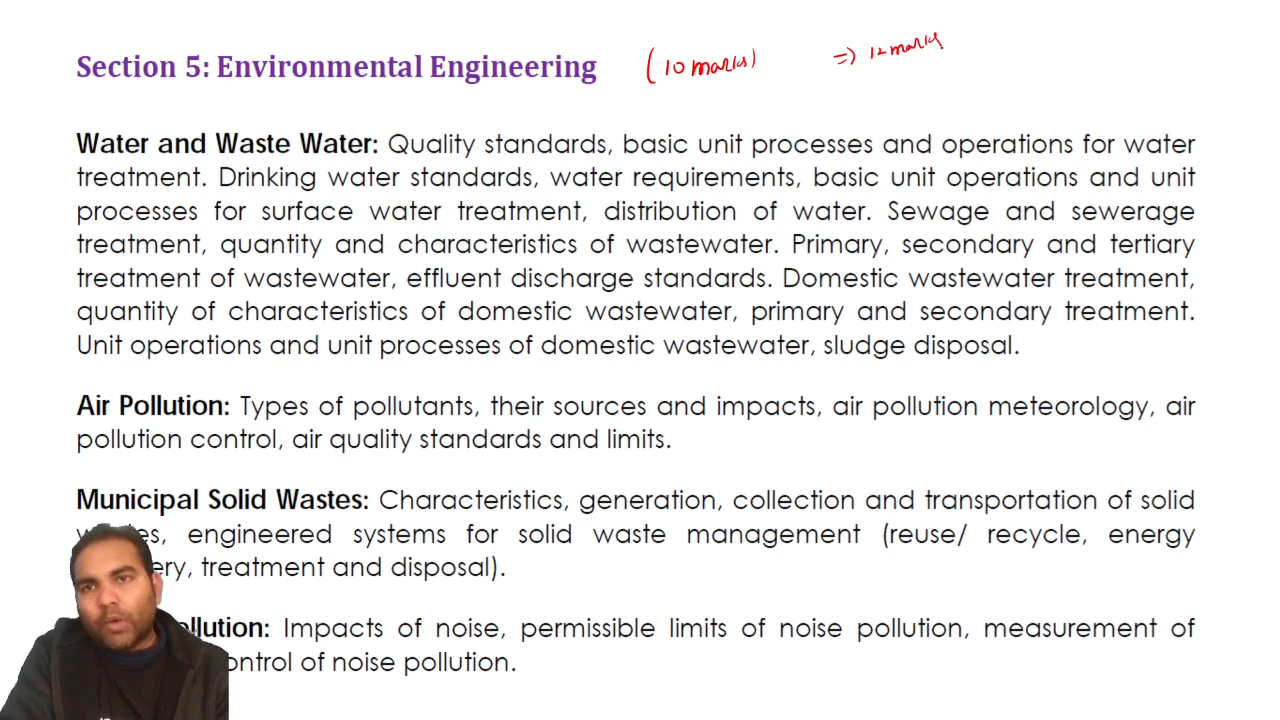 Section 5: Environmental Engineering (10 marks) => 12 marks
Water and Waste Water: Quality standards, basic unit processes and operations for water
treatment. Drinking water standards, water requirements, basic unit operations and unit
processes for surface water treatment, distribution of water. Sewage and sewerage
treatment, quantity and characteristics of wastewater. Primary, secondary and tertiary
treatment of wastewater, effluent discharge standards. Domestic wastewater treatment,
quantity of characteristics of domestic wastewater, primary and secondary treatment.
Unit operations and unit processes of domestic wastewater, sludge disposal.
Air Pollution: Types of pollutants, their sources and impacts, air pollution meteorology, air
pollution control, air quality standards and limits.
Municipal Solid Wastes: Characteristics, generation, collection and transportation of solid
engineered systems for solid waste management (reuse/ recycle, energy
treatment and disposal).
Impacts of noise, permissible limits of noise pollution, measurement of
control of noise pollution.